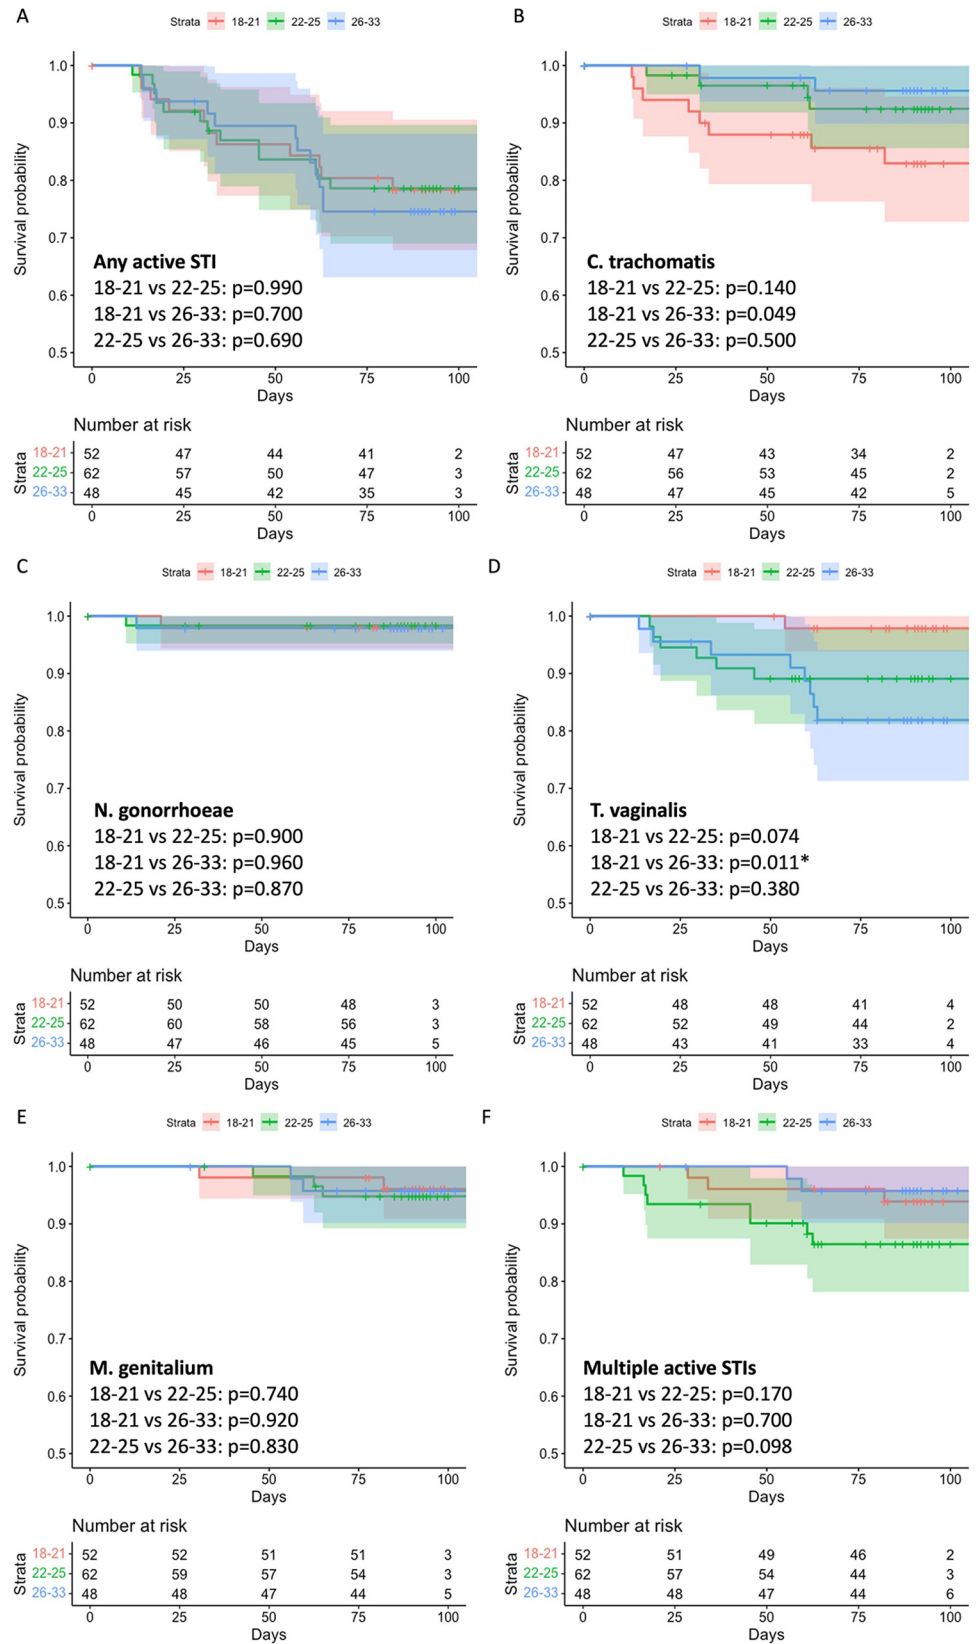 A
Strata 18-21 22-25 26-33
Survival probability
1.0
0.9
0.8
0.7
0.6
0.5
Any active STI
18-21 vs 22-25: p=0.990
18-21 vs 26-33: p=0.700
22-25 vs 26-33: p=0.690
0 25 50 75 100
Days
Number at risk
Strata
18-21 52 47 44 41 2
22-25 62 57 50 47 3
26-33 48 45 42 35 3
0 25 50 75 100
Days
B
Strata 18-21 22-25 26-33
Survival probability
1.0
0.9
0.8
0.7
0.6
0.5
C. trachomatis
18-21 vs 22-25: p=0.140
18-21 vs 26-33: p=0.049
22-25 vs 26-33: p=0.500
0 25 50 75 100
Days
Number at risk
Strata
18-21 52 47 43 34 2
22-25 62 56 53 45 2
26-33 48 47 45 42 5
0 25 50 75 100
Days
C
Strata 18-21 22-25 26-33
Survival probability
1.0
0.9
0.8
0.7
0.6
0.5
N. gonorrhoeae
18-21 vs 22-25: p=0.900
18-21 vs 26-33: p=0.960
22-25 vs 26-33: p=0.870
0 25 50 75 100
Days
Number at risk
Strata
18-21 52 50 50 48 3
22-25 62 60 58 56 3
26-33 48 47 46 45 5
0 25 50 75 100
Days
D
Strata 18-21 22-25 26-33
Survival probability
1.0
0.9
0.8
0.7
0.6
0.5
T. vaginalis
18-21 vs 22-25: p=0.074
18-21 vs 26-33: p=0.011*
22-25 vs 26-33: p=0.380
0 25 50 75 100
Days
Number at risk
Strata
18-21 52 48 48 41 4
22-25 62 52 49 44 2
26-33 48 43 41 33 4
0 25 50 75 100
Days
E
Strata 18-21 22-25 26-33
Survival probability
1.0
0.9
0.8
0.7
0.6
0.5
M. genitalium
18-21 vs 22-25: p=0.740
18-21 vs 26-33: p=0.920
22-25 vs 26-33: p=0.830
0 25 50 75 100
Days
Number at risk
Strata
18-21 52 52 51 51 3
22-25 62 59 57 54 3
26-33 48 48 47 44 5
0 25 50 75 100
Days
F
Strata 18-21 22-25 26-33
Survival probability
1.0
0.9
0.8
0.7
0.6
0.5
Multiple active STIs
18-21 vs 22-25: p=0.170
18-21 vs 26-33: p=0.700
22-25 vs 26-33: p=0.098
0 25 50 75 100
Days
Number at risk
Strata
18-21 52 51 49 46 2
22-25 62 57 54 44 3
26-33 48 48 47 44 6
0 25 50 75 100
Days